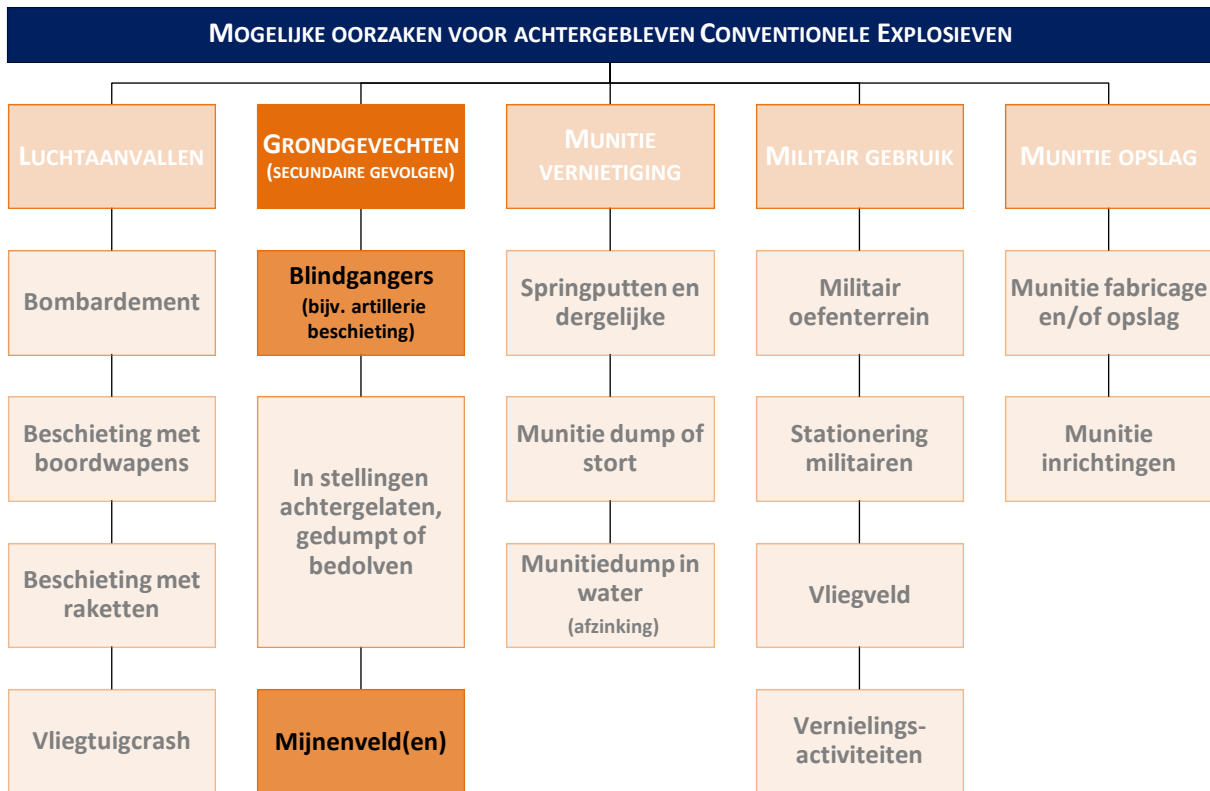 MOGELIJKE OORZAKEN VOOR ACHTERGEBLEVEN CONVENTIONELE EXPLOSIEVEN
LUCHTAANVALLEN
Bombardement
Beschieting met
boordwapens
Beschieting met
raketten
Vliegtuigcrash
GRONDGEVECHTEN
(SECUNDAIRE GEVOLGEN)
Blindgangers
(bijv. artillerie
beschieting)
In stellingen
achtergelaten,
gedumpt of
bedolven
Mijnenveld(en)
MUNITIE
VERNIETIGING
Springputten en
dergelijke
Munitie dump of
stort
Munitiedump in
water
(afzinking)
MILITAIR GEBRUIK
Militair
oefenterrein
Stationering
militairen
Vliegveld
Vernielings-
activiteiten
MUNITIE OPSLAG
Munitie fabricage
en/of opslag
Munitie
inrichtingen